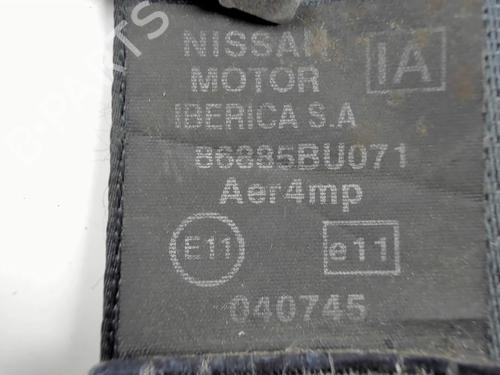 NISSAN
MOTOR
IA
IBERICA S.A
86885BU071
Aer4mp
E11
e11
040745